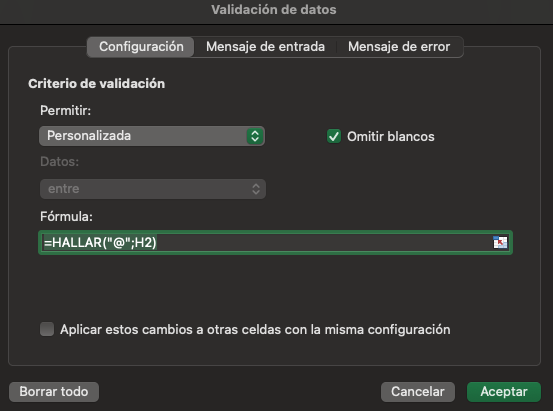 Validación de datos
Configuración Mensaje de entrada Mensaje de error
Criterio de validación
Permitir:
Personalizada Omitir blancos
Datos:
entre
Fórmula:
=HALLAR("@";H2)
Aplicar estos cambios a otras celdas con la misma configuración
Borrar todo Cancelar Aceptar